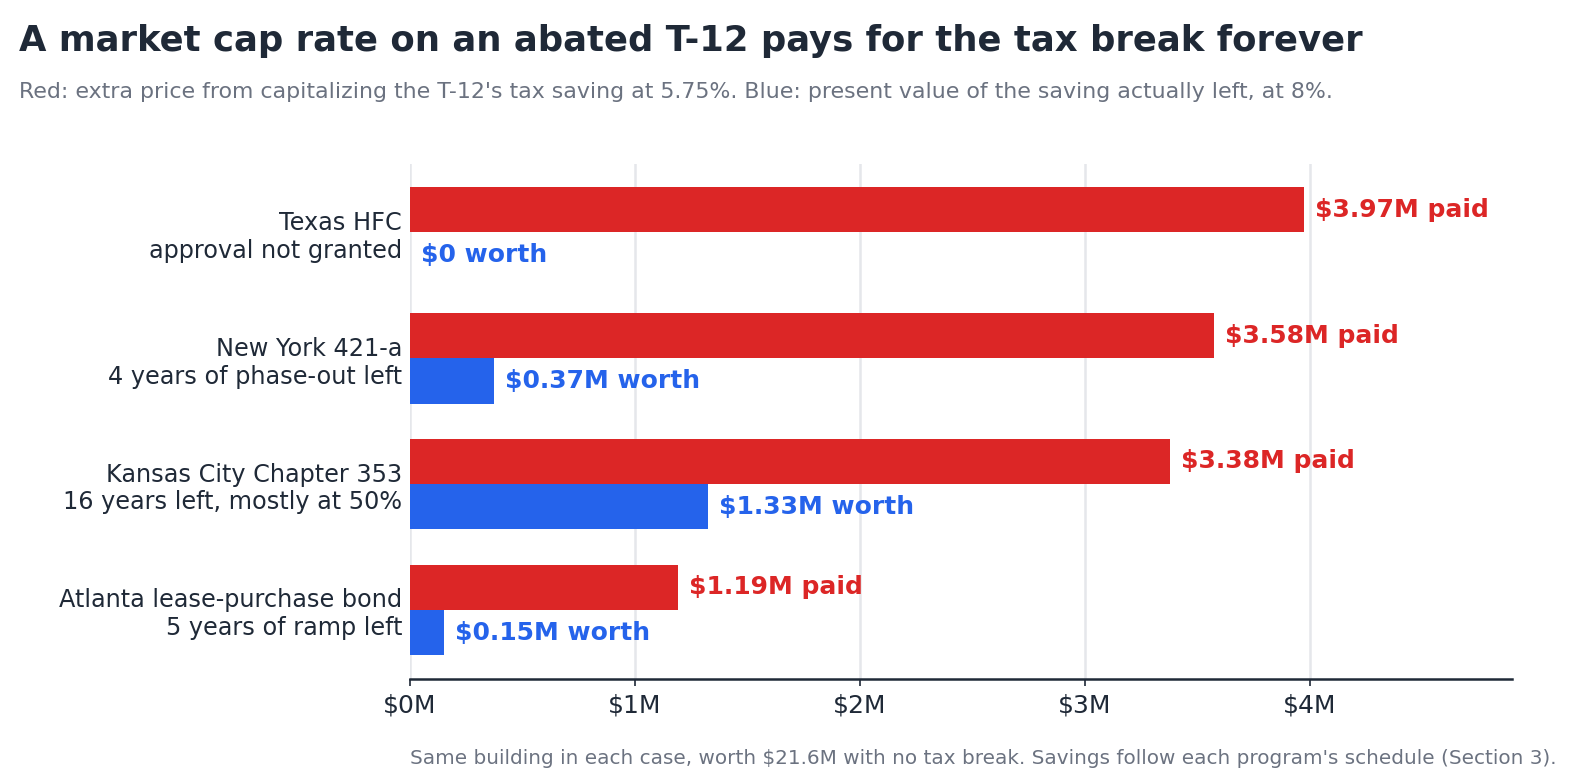 A market cap rate on an abated T-12 pays for the tax break forever
Red: extra price from capitalizing the T-12's tax saving at 5.75%. Blue: present value of the saving actually left, at 8%.
Texas HFC
approval not granted
$3.97M paid
$0 worth
New York 421-a
4 years of phase-out left
$3.58M paid
$0.37M worth
Kansas City Chapter 353
16 years left, mostly at 50%
$3.38M paid
$1.33M worth
Atlanta lease-purchase bond
5 years of ramp left
$1.19M paid
$0.15M worth
$0M $1M $2M $3M $4M
Same building in each case, worth $21.6M with no tax break. Savings follow each program's schedule (Section 3).